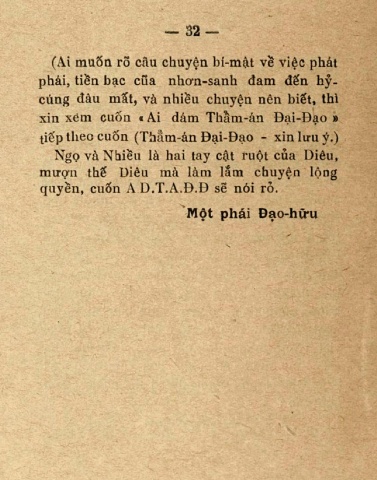 — 32 —
(Ai muốn rõ câu chuyện bí-mật về việc phát
phái, tiền bạc của nhơn-sanh đam đến hỷ-
cúng đâu mất, và nhiều chuyện nên biết, thì
xin xem cuốn « Ai dám Thẩm-án Đại-Đạo »
tiếp theo cuốn (Thẩm-án Đại-Đạo - xin lưu ý.)
Ngọ và Nhiều là hai tay cật ruột của Diêu,
mượn thế Diêu mà làm lắm chuyện lộng
quyền, cuốn A D.T.A.Đ.Đ sẽ nói rỏ.
Một phái Đạo-hữu